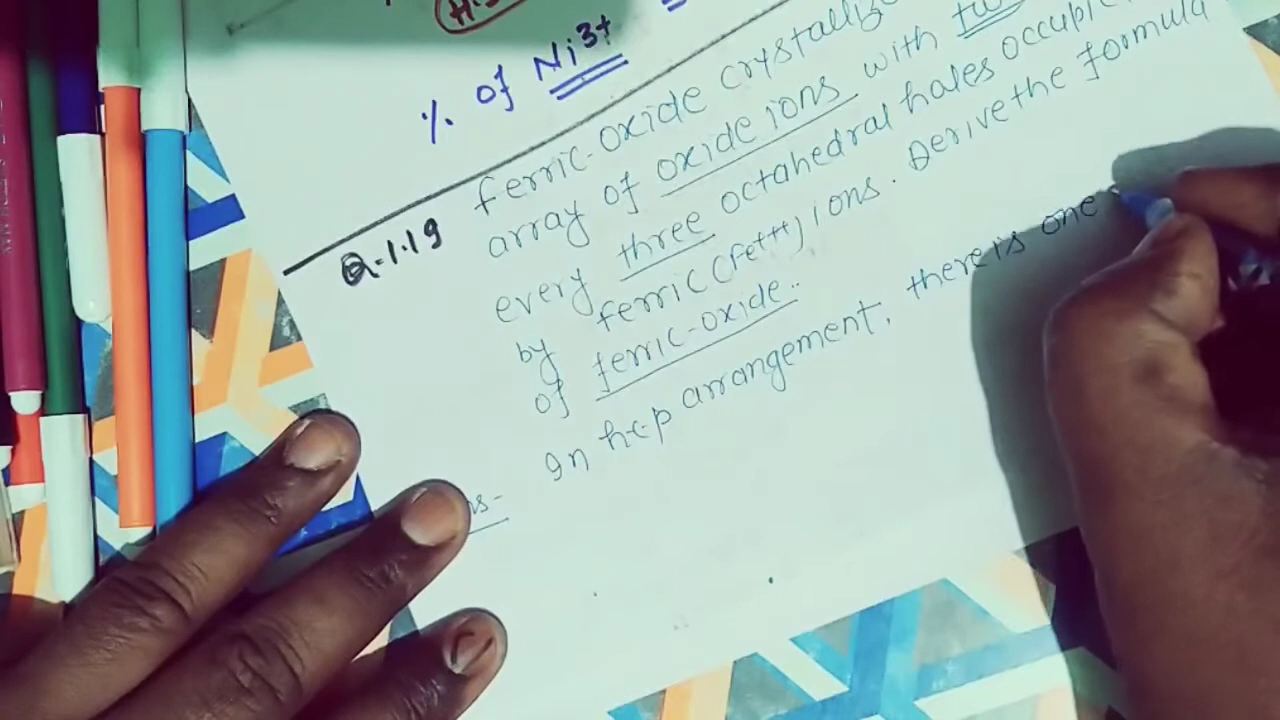 % of Ni3+
Q.1.19 ferric-oxide crystallize
array of oxide ions with
every three octahedral holes
by ferric (Fe+++) ions. Derive the formula
of ferric-oxide.
In hcp arrangement, there is one